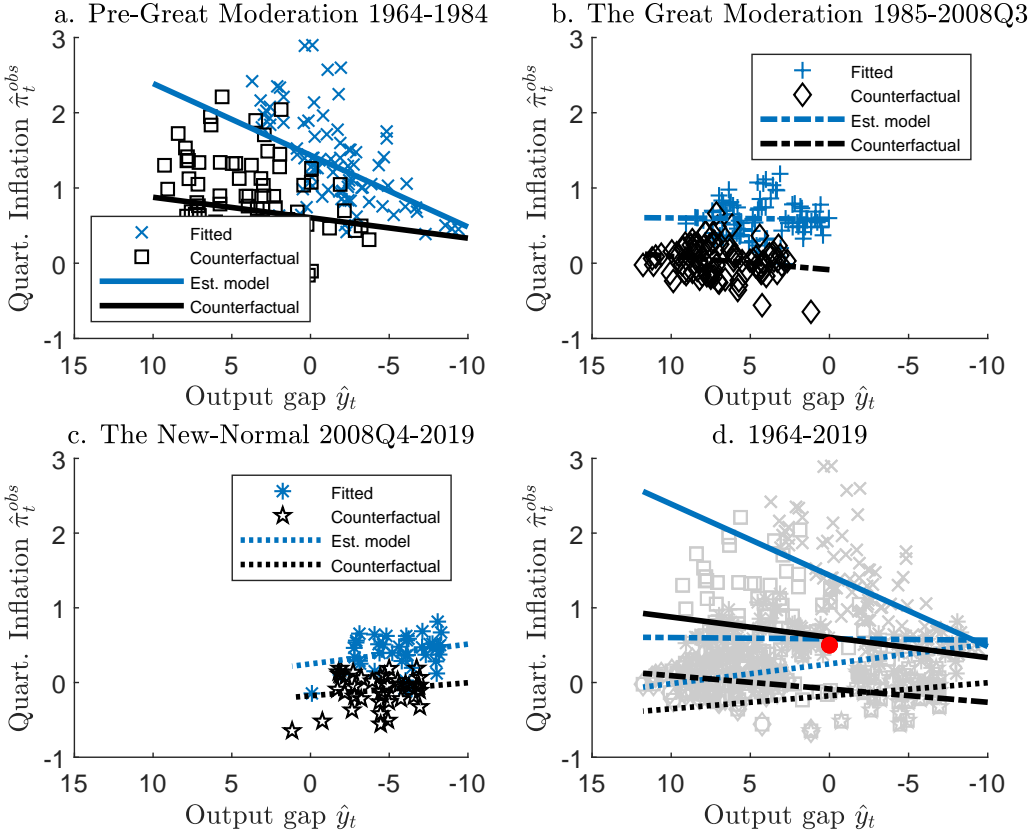 a. Pre-Great Moderation 1964-1984
3
2
1
0
-1
Quart. Inflation π̂_t^{obs}
Fitted
Counterfactual
Est. model
Counterfactual
15 10 5 0 -5 -10
Output gap ŷ_t
b. The Great Moderation 1985-2008Q3
3
2
1
0
-1
Quart. Inflation π̂_t^{obs}
Fitted
Counterfactual
Est. model
Counterfactual
15 10 5 0 -5 -10
Output gap ŷ_t
c. The New-Normal 2008Q4-2019
3
2
1
0
-1
Quart. Inflation π̂_t^{obs}
Fitted
Counterfactual
Est. model
Counterfactual
15 10 5 0 -5 -10
Output gap ŷ_t
d. 1964-2019
3
2
1
0
-1
Quart. Inflation π̂_t^{obs}
15 10 5 0 -5 -10
Output gap ŷ_t